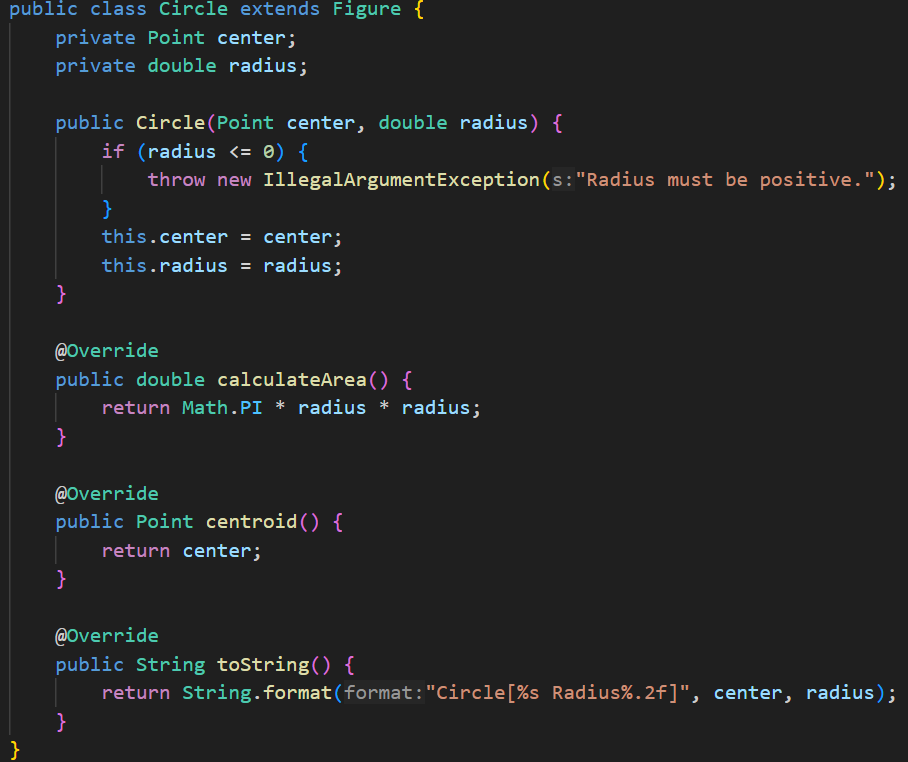 public class Circle extends Figure {
    private Point center;
    private double radius;

    public Circle(Point center, double radius) {
        if (radius <= 0) {
            throw new IllegalArgumentException(s:"Radius must be positive.");
        }
        this.center = center;
        this.radius = radius;
    }

    @Override
    public double calculateArea() {
        return Math.PI * radius * radius;
    }

    @Override
    public Point centroid() {
        return center;
    }

    @Override
    public String toString() {
        return String.format(format:"Circle[%s Radius%.2f]", center, radius);
    }
}